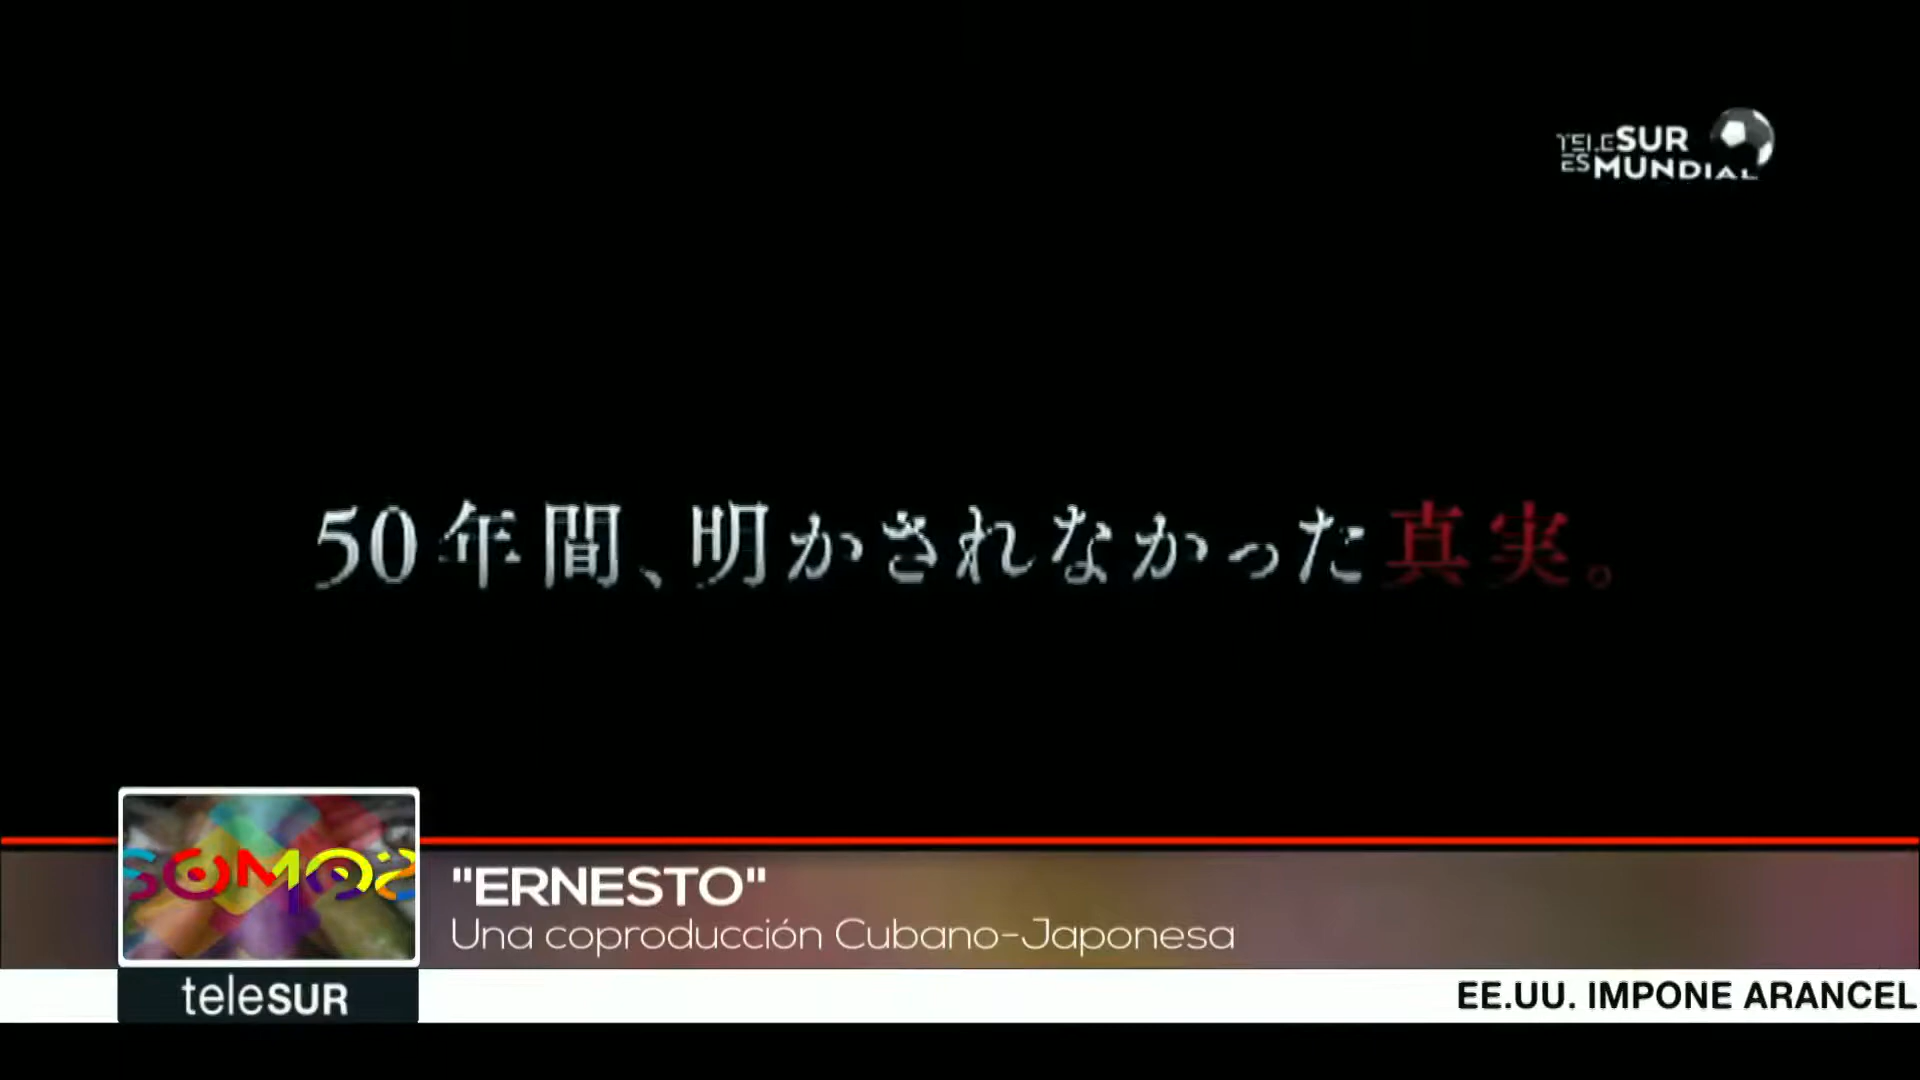 TELESUR
ES MUNDIAL
50年間、明かされなかった真実。
SOMOS
"ERNESTO"
Una coproducción Cubano-Japonesa
teleSUR
EE.UU. IMPONE ARANCEL